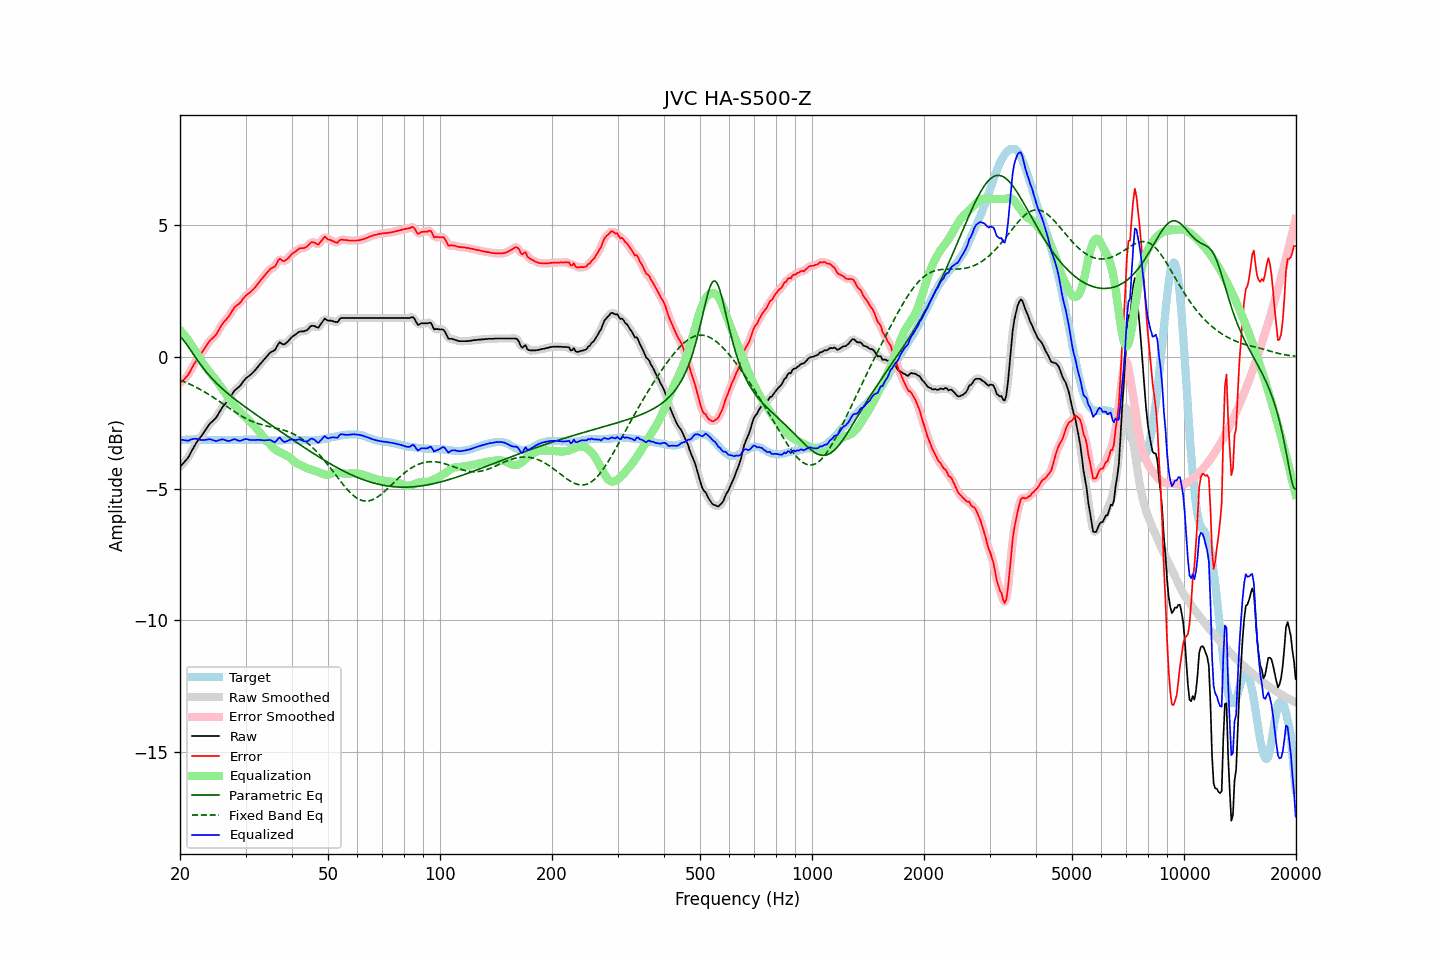 JVC HA-S500-Z
Amplitude (dBr)
5
0
−5
−10
−15
Target
Raw Smoothed
Error Smoothed
Raw
Error
Equalization
Parametric Eq
Fixed Band Eq
Equalized
20 50 100 200 500 1000 2000 5000 10000 20000
Frequency (Hz)